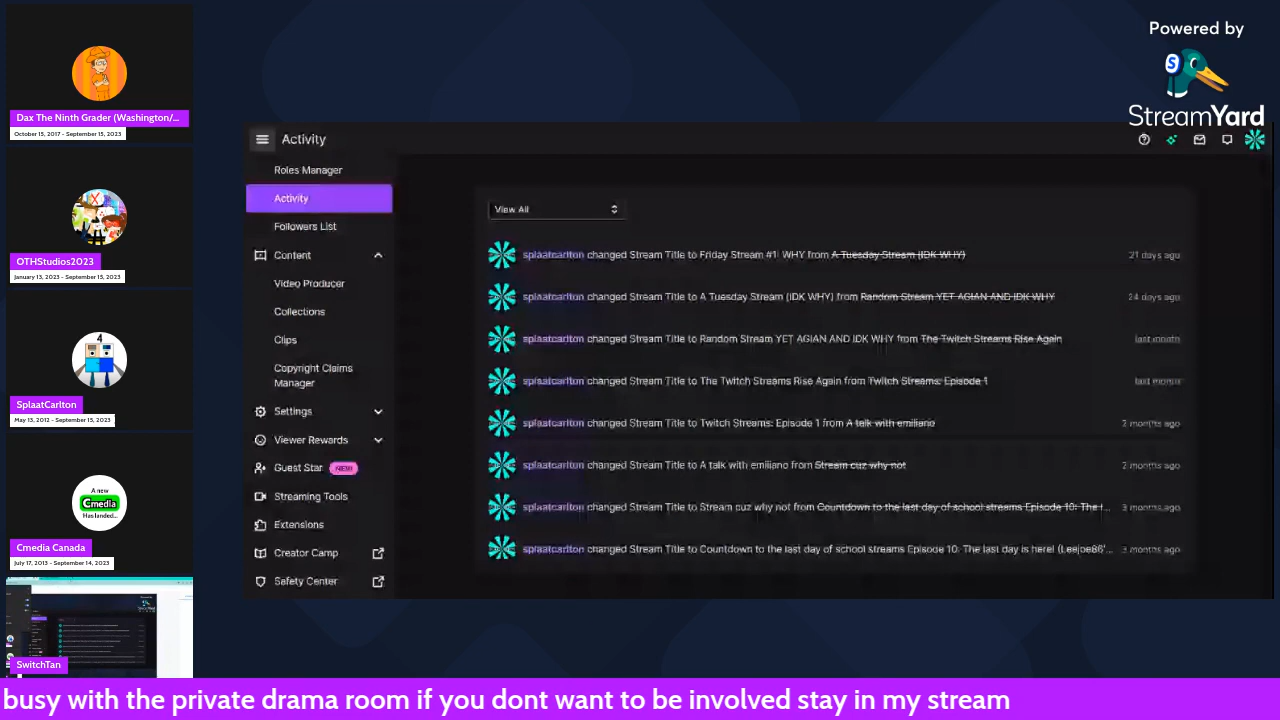 Dax The Ninth Grader (Washington/...
October 15, 2017 - September 15, 2023
OTHStudios2023
January 13, 2023 - September 15, 2023
4
SplaatCarlton
May 13, 2012 - September 15, 2023
A new
Cmedia
Has landed...
Cmedia Canada
July 17, 2013 - September 14, 2023
SwitchTan
Powered by
S
StreamYard
Activity
Roles Manager
Activity
Followers List
Content
Video Producer
Collections
Clips
Copyright Claims
Manager
Settings
Viewer Rewards
Guest Star NEW
Streaming Tools
Extensions
Creator Camp
Safety Center
View All
splaatcarlton changed Stream Title to Friday Stream #1 WHY from A Tuesday Stream (IDK WHY) 21 days ago
splaatcarlton changed Stream Title to A Tuesday Stream (IDK WHY) from Random Stream YET AGIAN AND IDK WHY 24 days ago
splaatcarlton changed Stream Title to Random Stream YET AGIAN AND IDK WHY from The Twitch Streams Rise Again last month
splaatcarlton changed Stream Title to The Twitch Streams Rise Again from Twitch Streams: Episode 1 last month
splaatcarlton changed Stream Title to Twitch Streams: Episode 1 from A talk with emiliano 2 months ago
splaatcarlton changed Stream Title to A talk with emiliano from Stream cuz why not 2 months ago
splaatcarlton changed Stream Title to Stream cuz why not from Countdown to the last day of school streams Episode 10: The l... 3 months ago
splaatcarlton changed Stream Title to Countdown to the last day of school streams Episode 10: The last day is here! (Leejoe86'... 3 months ago
busy with the private drama room if you dont want to be involved stay in my stream